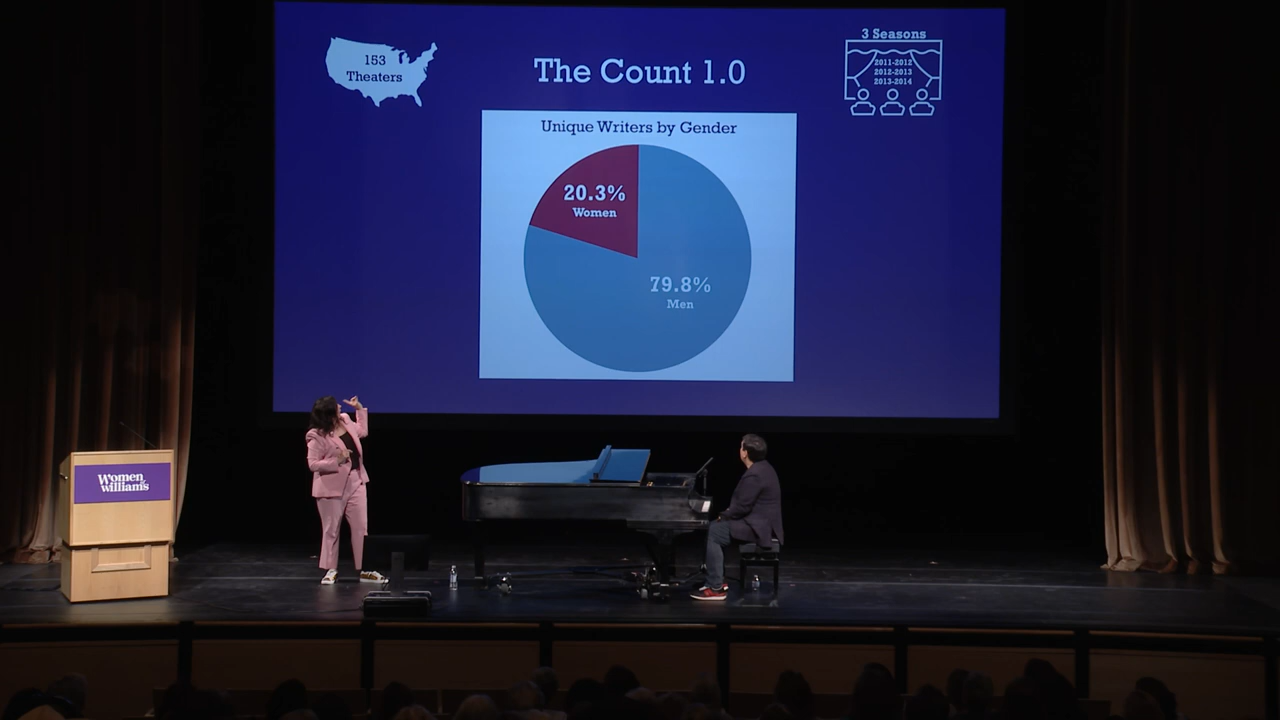 153
Theaters
The Count 1.0
3 Seasons
2011-2012
2012-2013
2013-2014
Unique Writers by Gender
20.3%
Women
79.8%
Men
Women
williams